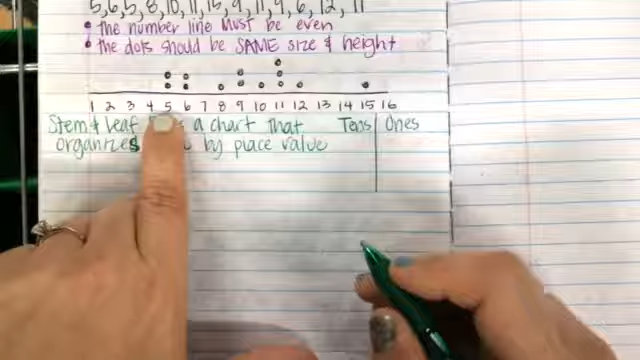 5,6,5,8,10,11,15,9,11,9,6,12,11
• the number line must be even
• the dots should be SAME size & height
1 2 3 4 5 6 7 8 9 10 11 12 13 14 15 16
Stem & Leaf a chart that Tens Ones
organizes by place value